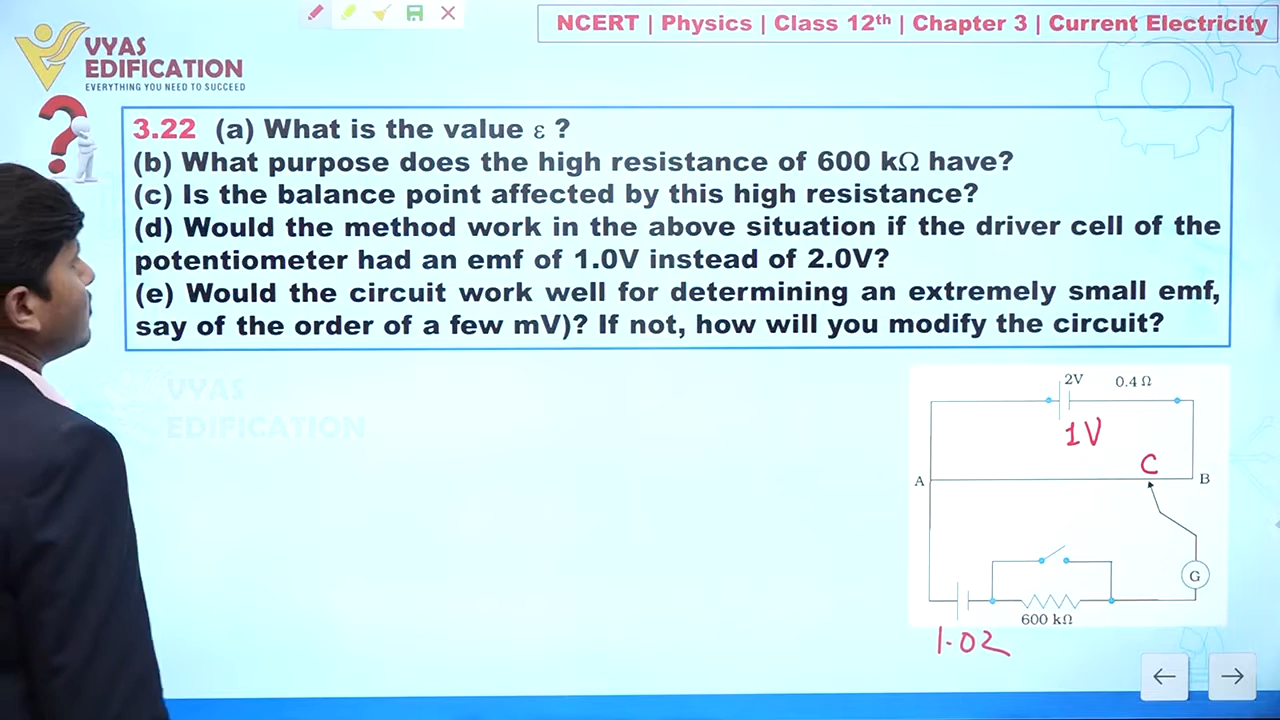 NCERT | Physics | Class 12th | Chapter 3 | Current Electricity
VYAS
EDIFICATION
EVERYTHING YOU NEED TO SUCCEED
3.22 (a) What is the value ε ?
(b) What purpose does the high resistance of 600 kΩ have?
(c) Is the balance point affected by this high resistance?
(d) Would the method work in the above situation if the driver cell of the
potentiometer had an emf of 1.0V instead of 2.0V?
(e) Would the circuit work well for determining an extremely small emf,
say of the order of a few mV)? If not, how will you modify the circuit?
VYAS
EDIFICATION
2V 0.4 Ω
1V
C
A B
G
600 kΩ
1.02